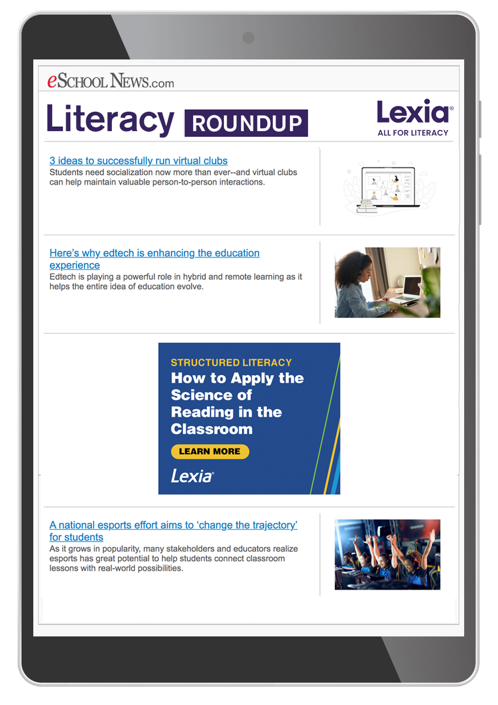 eSchool News.com
Literacy ROUNDUP
Lexia®
ALL FOR LITERACY
3 ideas to successfully run virtual clubs
Students need socialization now more than ever--and virtual clubs
can help maintain valuable person-to-person interactions.
Here's why edtech is enhancing the education
experience
Edtech is playing a powerful role in hybrid and remote learning as it
helps the entire idea of education evolve.
STRUCTURED LITERACY
How to Apply the
Science of
Reading in the
Classroom
LEARN MORE
Lexia®
A national esports effort aims to 'change the trajectory'
for students
As it grows in popularity, many stakeholders and educators realize
esports has great potential to help students connect classroom
lessons with real-world possibilities.